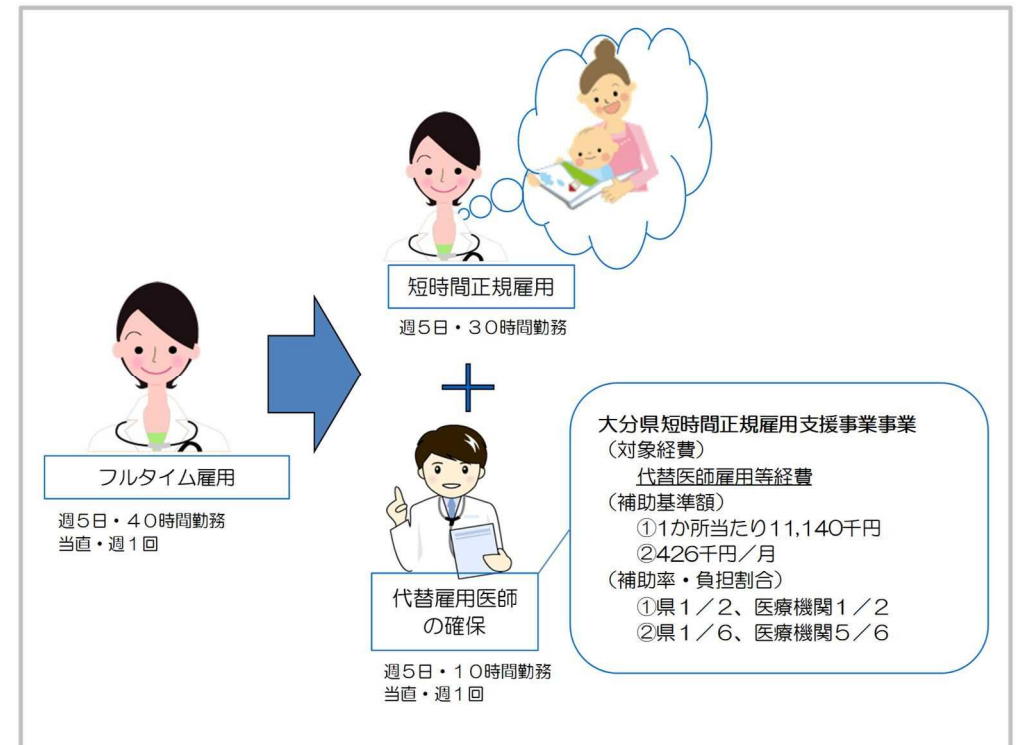 短時間正規雇用
週5日・30時間勤務
フルタイム雇用
週5日・40時間勤務
当直・週1回
代替雇用医師
の確保
週5日・10時間勤務
当直・週1回
大分県短時間正規雇用支援事業事業
（対象経費）
代替医師雇用等経費
（補助基準額）
①1か所当たり11,140千円
②426千円／月
（補助率・負担割合）
①県1／2、医療機関1／2
②県1／6、医療機関5／6